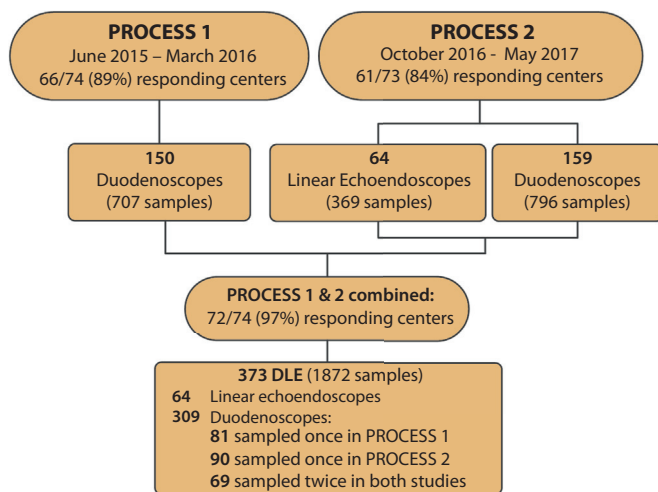 PROCESS 1
June 2015 – March 2016
66/74 (89%) responding centers
PROCESS 2
October 2016 - May 2017
61/73 (84%) responding centers
150
Duodenoscopes
(707 samples)
64
Linear Echoendoscopes
(369 samples)
159
Duodenoscopes
(796 samples)
PROCESS 1 & 2 combined:
72/74 (97%) responding centers
373 DLE (1872 samples)
64 Linear echoendoscopes
309 Duodenoscopes:
81 sampled once in PROCESS 1
90 sampled once in PROCESS 2
69 sampled twice in both studies